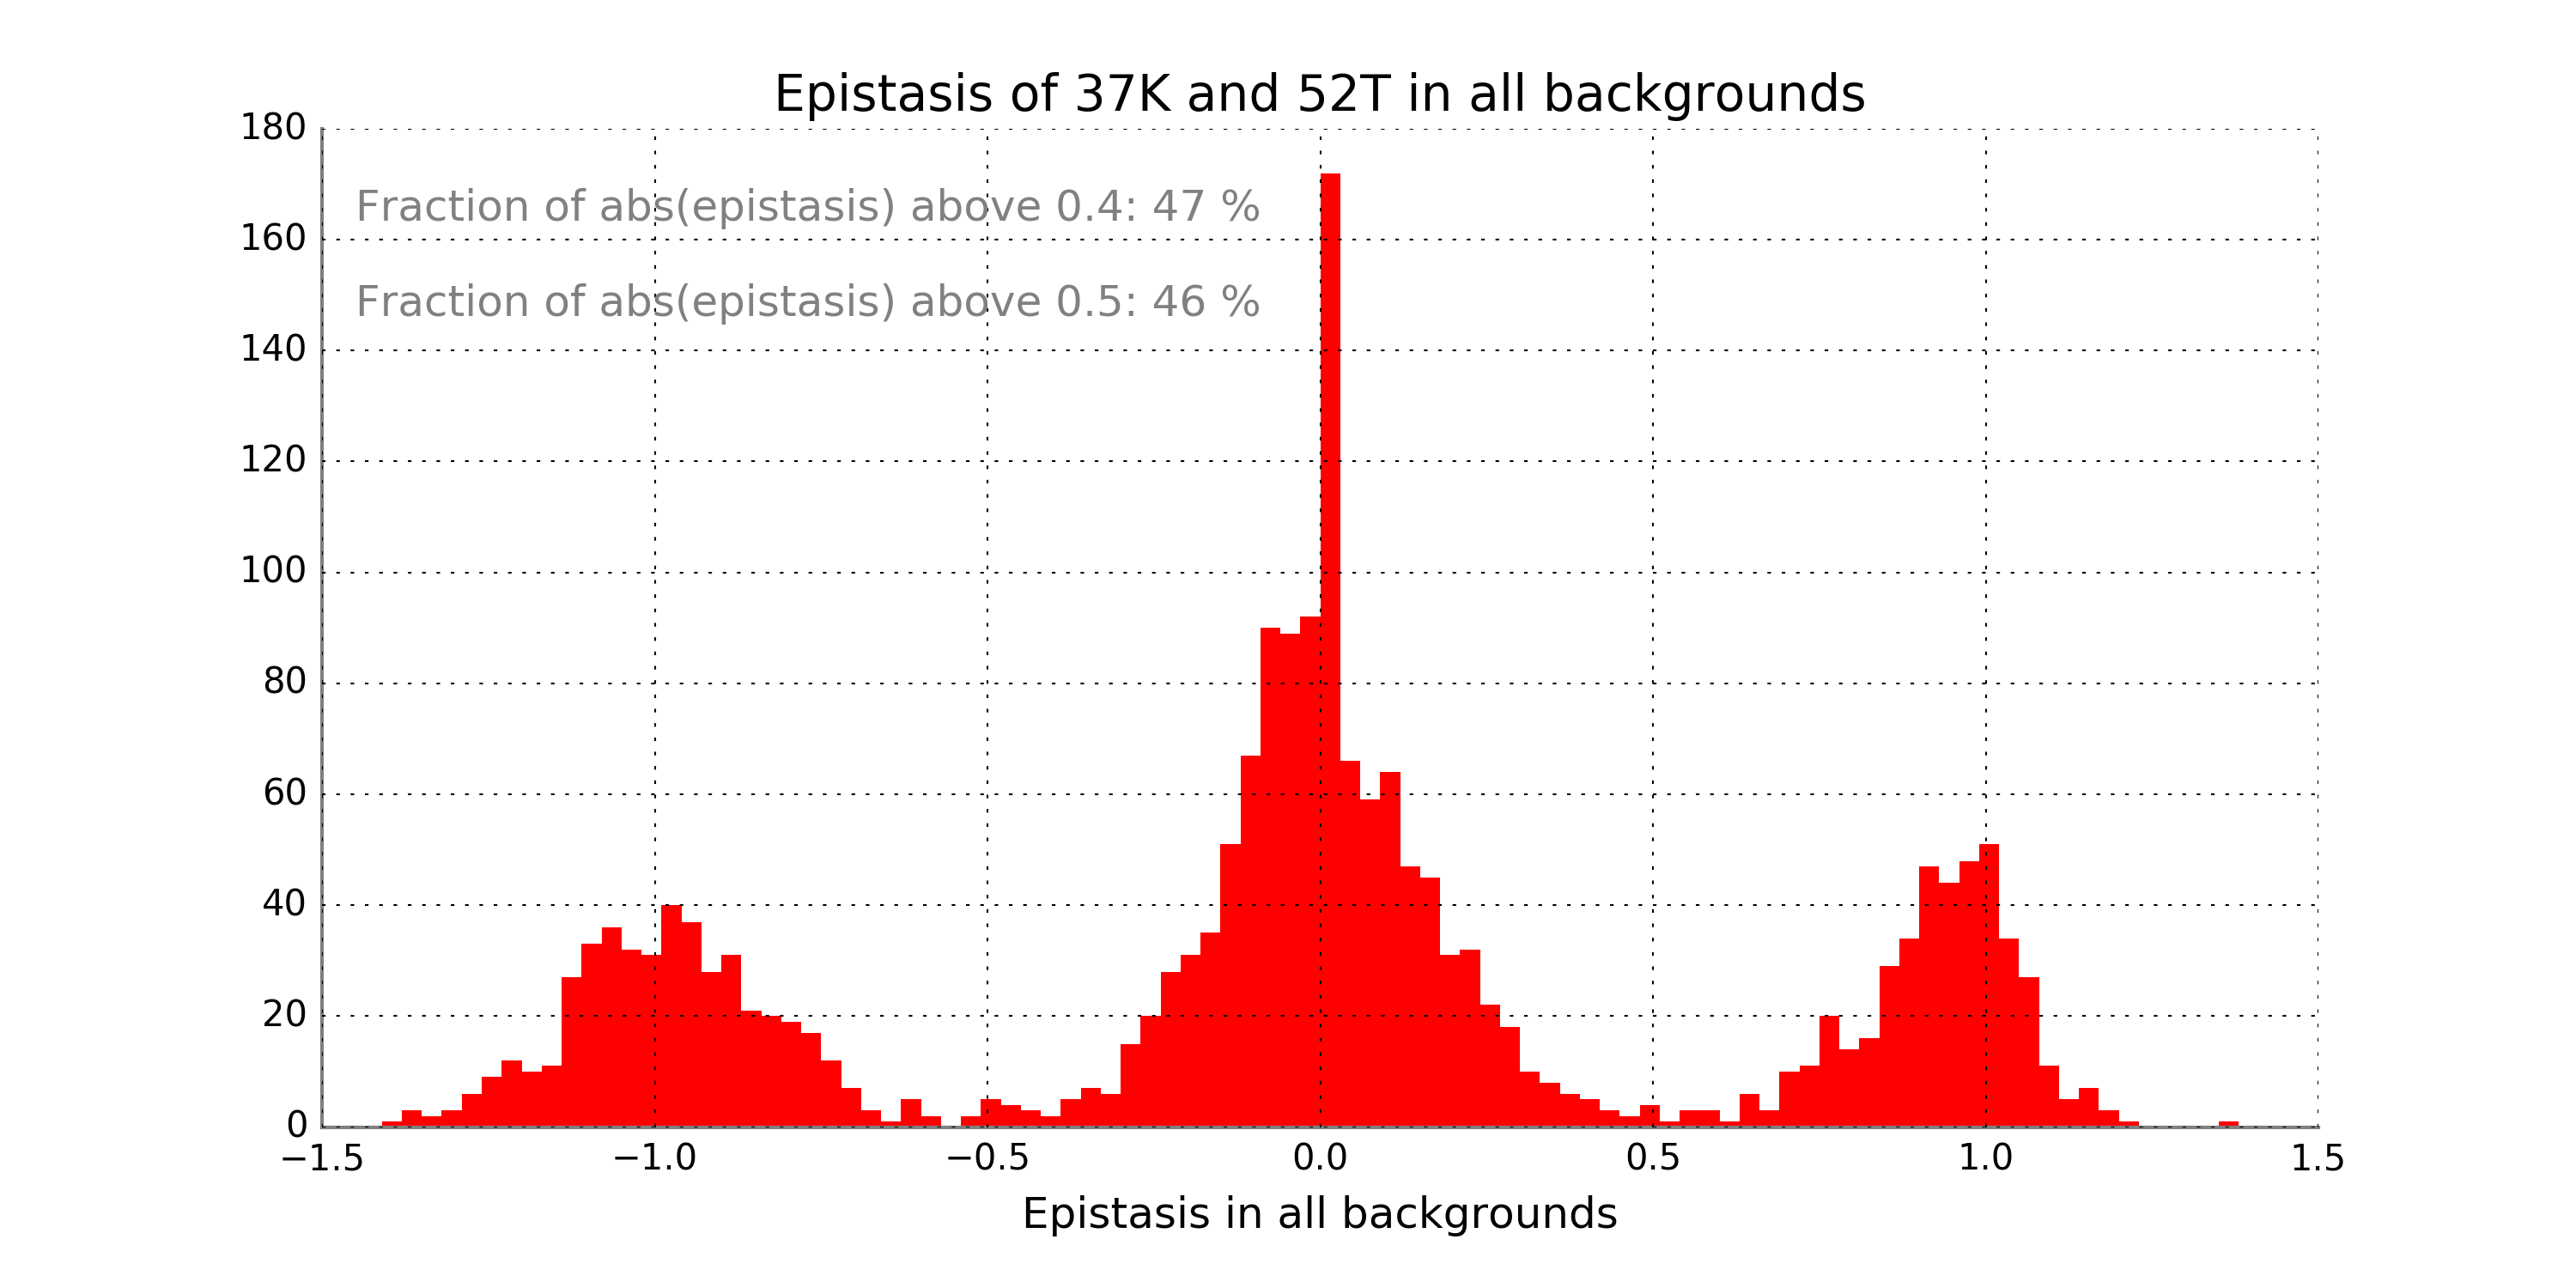 Epistasis of 37K and 52T in all backgrounds
180
Fraction of abs(epistasis) above 0.4: 47 %
160
Fraction of abs(epistasis) above 0.5: 46 %
140
120
100
80
60
40
20
0
−1.5 −1.0 −0.5 0.0 0.5 1.0 1.5
Epistasis in all backgrounds